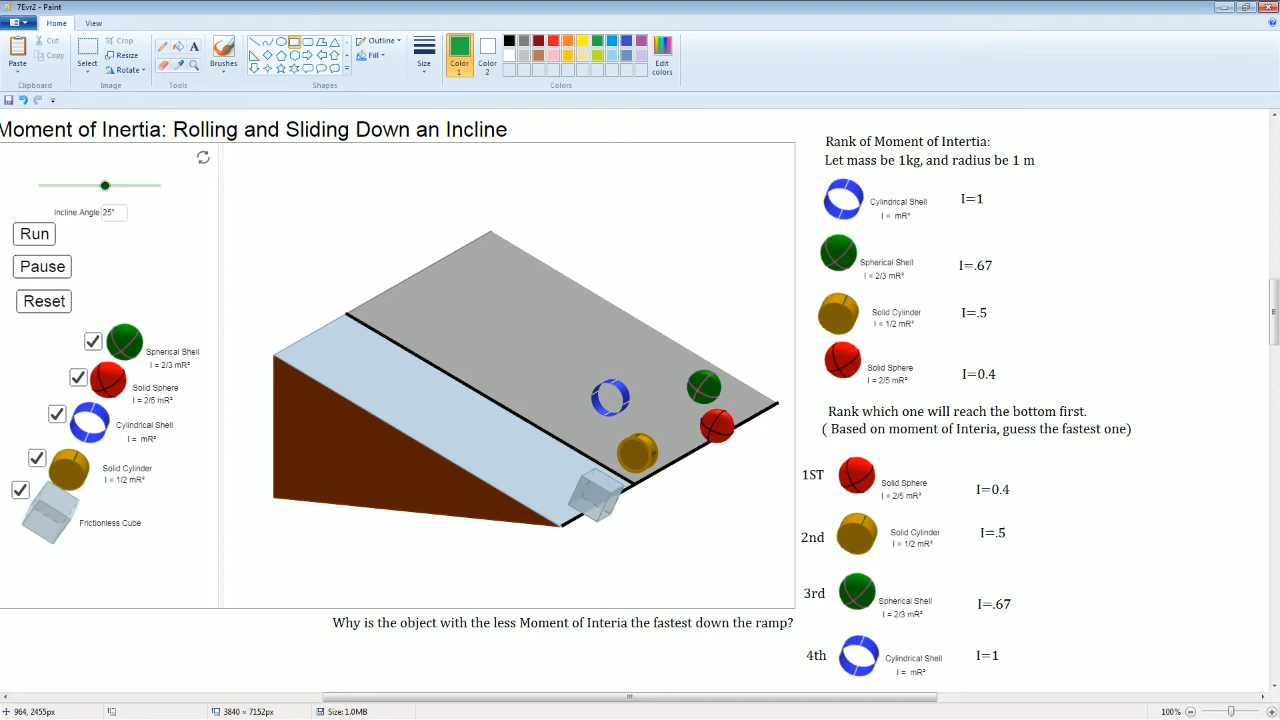 7Evr2 - Paint
Home
View
Paste
Cut
Copy
Clipboard
Select
Crop
Resize
Rotate
Image
Tools
Brushes
Shapes
Outline
Fill
Size
Color 1
Color 2
Edit colors
Colors
Moment of Inertia: Rolling and Sliding Down an Incline
Incline Angle 25°
Run
Pause
Reset
Spherical Shell
I = 2/3 mR²
Solid Sphere
I = 2/5 mR²
Cylindrical Shell
I = mR²
Solid Cylinder
I = 1/2 mR²
Frictionless Cube
Why is the object with the less Moment of Interia the fastest down the ramp?
Rank of Moment of Intertia:
Let mass be 1kg, and radius be 1 m
Cylindrical Shell
I = mR²
I=1
Spherical Shell
I = 2/3 mR²
I=.67
Solid Cylinder
I = 1/2 mR²
I=.5
Solid Sphere
I = 2/5 mR²
I=0.4
Rank which one will reach the bottom first.
( Based on moment of Interia, guess the fastest one)
1ST
Solid Sphere
I = 2/5 mR²
I=0.4
2nd
Solid Cylinder
I = 1/2 mR²
I=.5
3rd
Spherical Shell
I = 2/3 mR²
I=.67
4th
Cylindrical Shell
I = mR²
I=1
964, 2455px
3840 × 7152px
Size: 1.0MB
100%